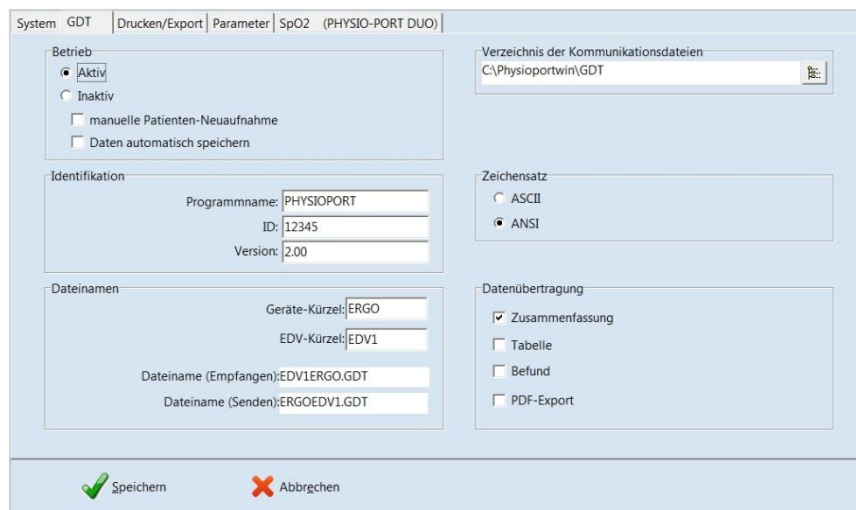 System GDT Drucken/Export Parameter SpO2 (PHYSIO-PORT DUO)
Betrieb
Aktiv
Inaktiv
manuelle Patienten-Neuaufnahme
Daten automatisch speichern
Verzeichnis der Kommunikationsdateien
C:\Physioportwin\GDT
Identifikation
Programmname: PHYSIOPORT
ID: 12345
Version: 2.00
Zeichensatz
ASCII
ANSI
Dateinamen
Geräte-Kürzel: ERGO
EDV-Kürzel: EDV1
Dateiname (Empfangen): EDV1ERGO.GDT
Dateiname (Senden): ERGOEDV1.GDT
Datenübertragung
Zusammenfassung
Tabelle
Befund
PDF-Export
Speichern Abbrechen